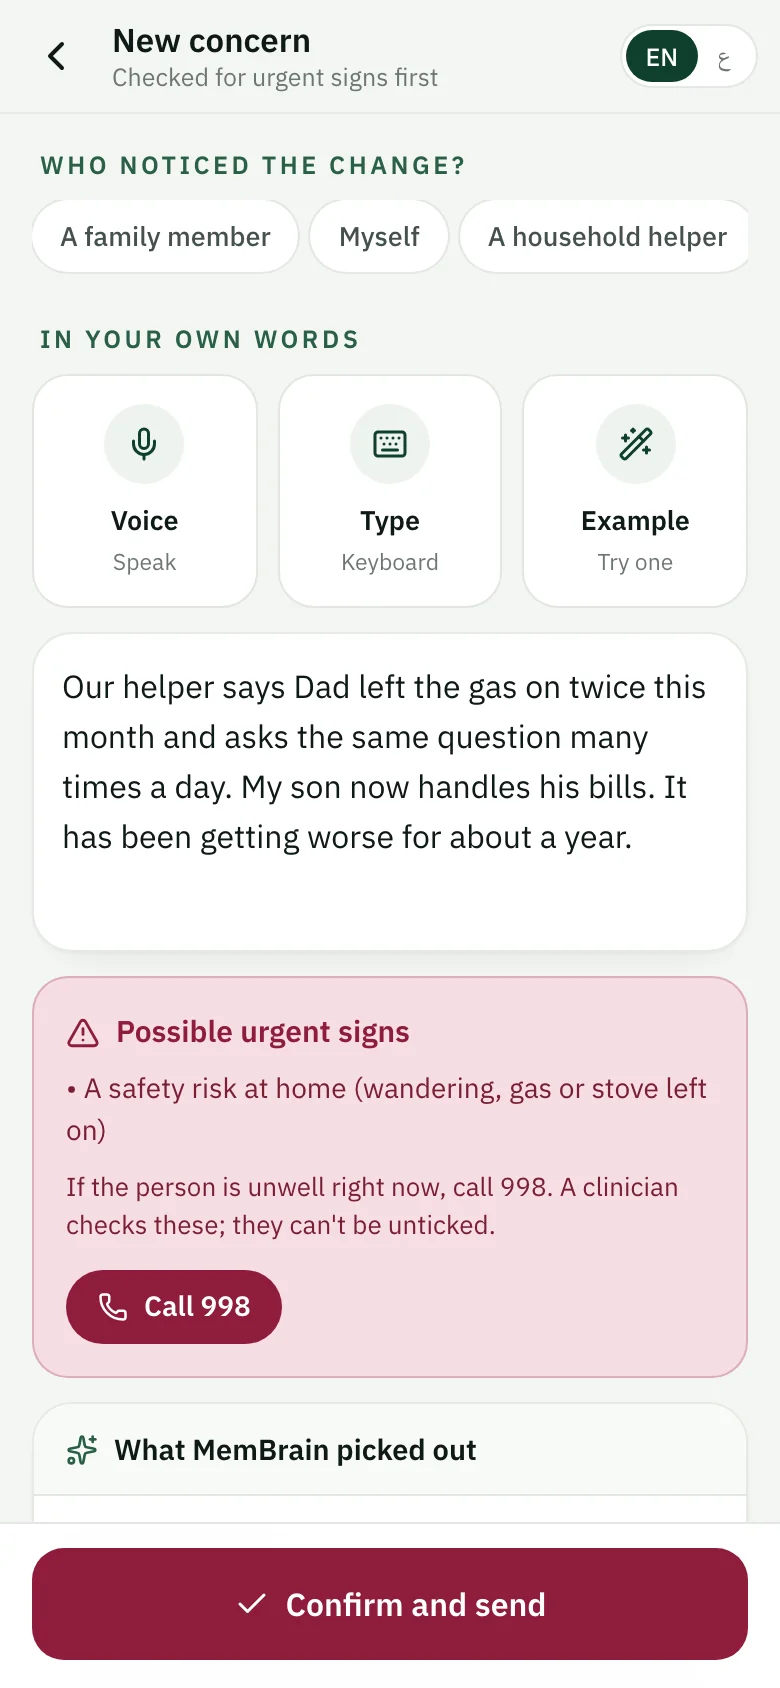 New concern
Checked for urgent signs first
EN
ع
WHO NOTICED THE CHANGE?
A family member
Myself
A household helper
IN YOUR OWN WORDS
Voice
Speak
Type
Keyboard
Example
Try one
Our helper says Dad left the gas on twice this
month and asks the same question many
times a day. My son now handles his bills. It
has been getting worse for about a year.
Possible urgent signs
• A safety risk at home (wandering, gas or stove left
on)
If the person is unwell right now, call 998. A clinician
checks these; they can't be unticked.
Call 998
What MemBrain picked out
Confirm and send